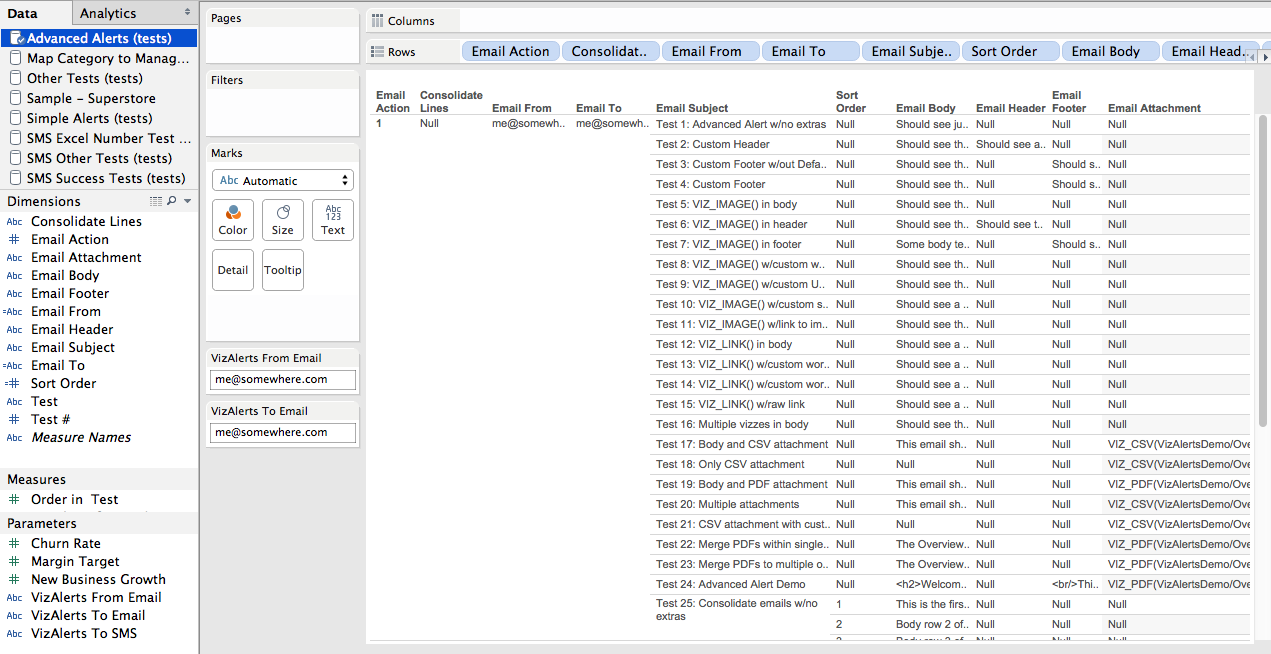 Data
Analytics
Advanced Alerts (tests)
Map Category to Manag...
Other Tests (tests)
Sample – Superstore
Simple Alerts (tests)
SMS Excel Number Test ...
SMS Other Tests (tests)
SMS Success Tests (tests)
Dimensions
Abc Consolidate Lines
# Email Action
Abc Email Attachment
Abc Email Body
Abc Email Footer
=Abc Email From
Abc Email Header
Abc Email Subject
=Abc Email To
=# Sort Order
Abc Test
# Test #
Abc Measure Names
Measures
# Order in Test
Parameters
# Churn Rate
# Margin Target
# New Business Growth
Abc VizAlerts From Email
Abc VizAlerts To Email
Abc VizAlerts To SMS
Pages
Filters
Marks
Abc Automatic
Color
Size
Abc
123
Text
Detail
Tooltip
VizAlerts From Email
me@somewhere.com
VizAlerts To Email
me@somewhere.com
Columns
Rows
Email Action Consolidat.. Email From Email To Email Subje.. Sort Order Email Body Email Head..
Email Action Consolidate Lines Email From Email To Email Subject Sort Order Email Body Email Header Email Footer Email Attachment
1 Null me@somewh.. me@somewh.. Test 1: Advanced Alert w/no extras Null Should see ju.. Null Null Null
Test 2: Custom Header Null Should see th.. Should see a.. Null Null
Test 3: Custom Footer w/out Defa.. Null Should see th.. Null Should s.. Null
Test 4: Custom Footer Null Should see th.. Null Should s.. Null
Test 5: VIZ_IMAGE() in body Null Should see th.. Null Null Null
Test 6: VIZ_IMAGE() in header Null Should see th.. Should see t.. Null Null
Test 7: VIZ_IMAGE() in footer Null Some body te.. Null Should s.. Null
Test 8: VIZ_IMAGE() w/custom w.. Null Should see th.. Null Null Null
Test 9: VIZ_IMAGE() w/custom U.. Null Should see th.. Null Null Null
Test 10: VIZ_IMAGE() w/custom s.. Null Should see a .. Null Null Null
Test 11: VIZ_IMAGE() w/link to im.. Null Should see th.. Null Null Null
Test 12: VIZ_LINK() in body Null Should see a .. Null Null Null
Test 13: VIZ_LINK() w/custom wor.. Null Should see a .. Null Null Null
Test 14: VIZ_LINK() w/custom wor.. Null Should see a .. Null Null Null
Test 15: VIZ_LINK() w/raw link Null Should see a .. Null Null Null
Test 16: Multiple vizzes in body Null Should see th.. Null Null Null
Test 17: Body and CSV attachment Null This email sh.. Null Null VIZ_CSV(VizAlertsDemo/Ove
Test 18: Only CSV attachment Null Null Null Null VIZ_CSV(VizAlertsDemo/Ove
Test 19: Body and PDF attachment Null This email sh.. Null Null VIZ_PDF(VizAlertsDemo/Ove
Test 20: Multiple attachments Null This email sh.. Null Null VIZ_CSV(VizAlertsDemo/Ove
Test 21: CSV attachment with cust.. Null Null Null Null VIZ_CSV(VizAlertsDemo/Ove
Test 22: Merge PDFs within single.. Null The Overview.. Null Null VIZ_PDF(VizAlertsDemo/Ove
Test 23: Merge PDFs to multiple o.. Null The Overview.. Null Null VIZ_PDF(VizAlertsDemo/Ove
Test 24: Advanced Alert Demo Null <h2>Welcom.. Null <br/>Thi.. VIZ_PDF(VizAlertsDemo/Ove
Test 25: Consolidate emails w/no extras 1 This is the firs.. Null Null Null
2 Body row 2 of.. Null Null Null